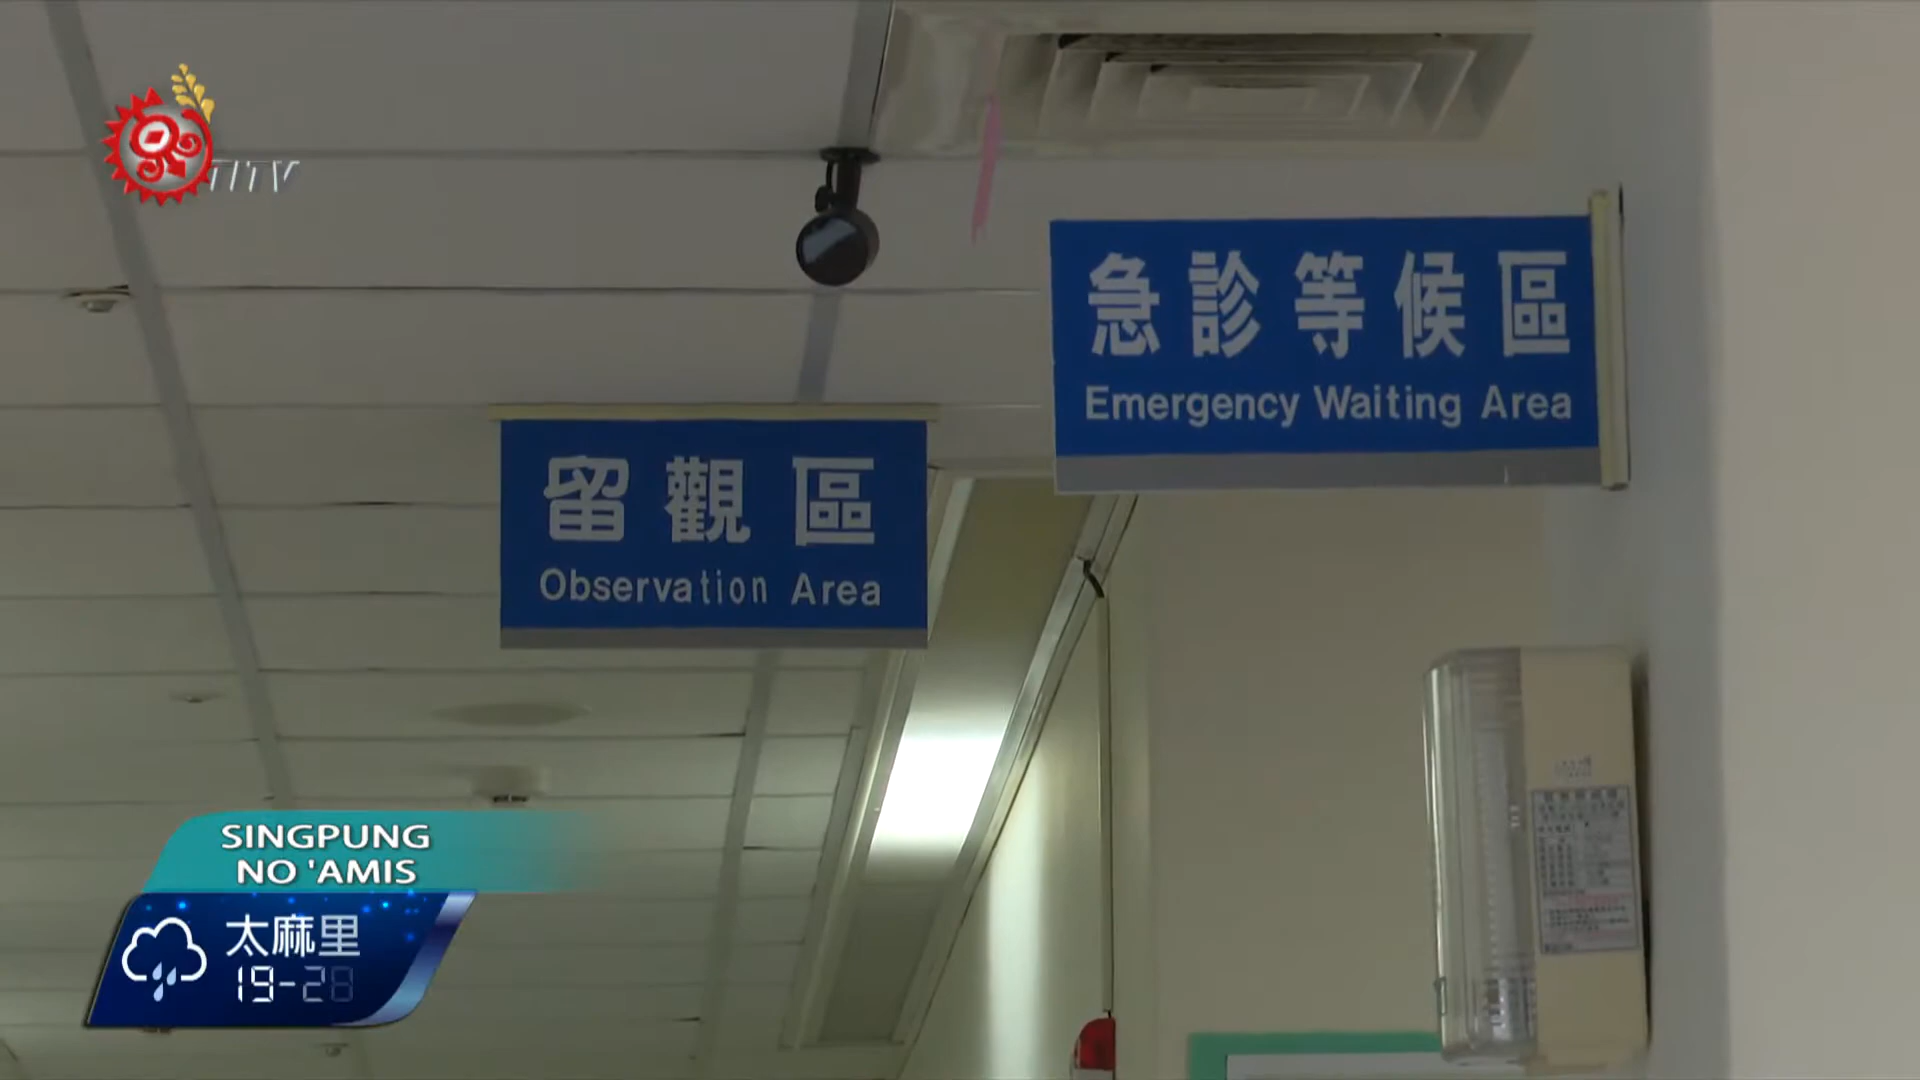 TITV
急診等候區
Emergency Waiting Area
留觀區
Observation Area
SINGPUNG
NO 'AMIS
太麻里
19-28